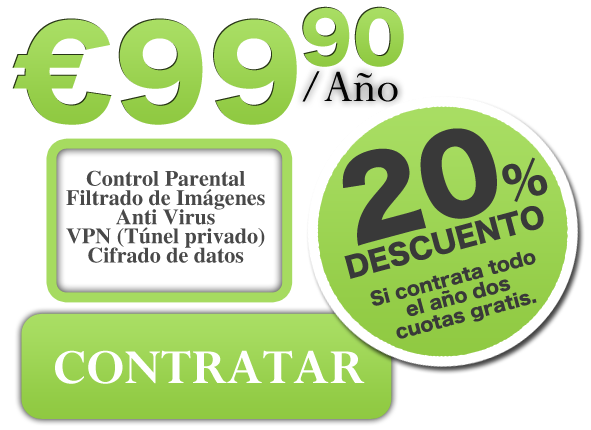 €99 90
/Año
Control Parental
Filtrado de Imágenes
Anti Virus
VPN (Túnel privado)
Cifrado de datos
20%
DESCUENTO
Si contrata todo
el año dos
cuotas gratis.
CONTRATAR